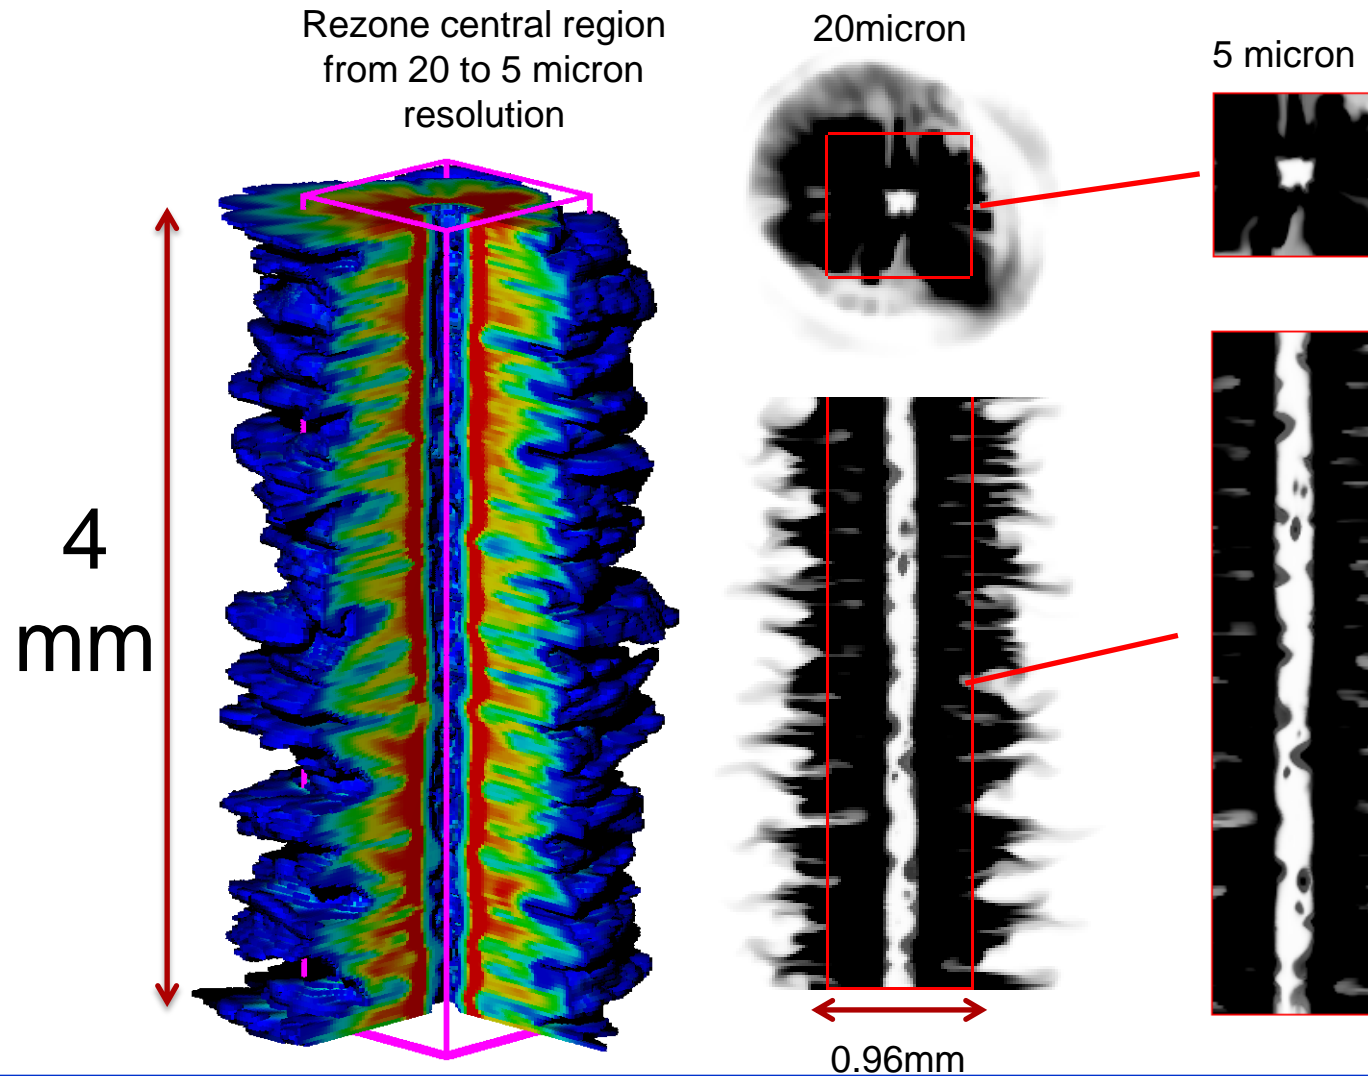 Rezone central region
from 20 to 5 micron
resolution
20micron
5 micron
4
mm
0.96mm